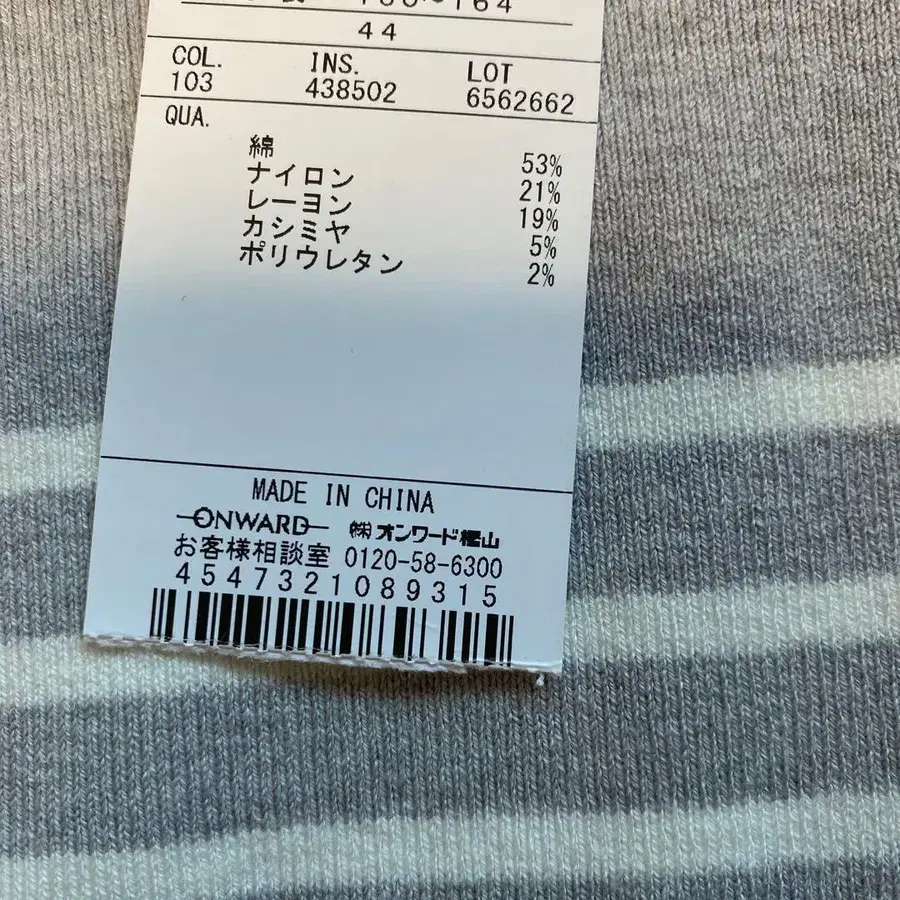 44
COL. INS. LOT
103 438502 6562662
QUA.
綿 53%
ナイロン 21%
レーヨン 19%
カシミヤ 5%
ポリウレタン 2%
MADE IN CHINA
ONWARD ㈱オンワード樫山
お客様相談室 0120-58-6300
4547321089315